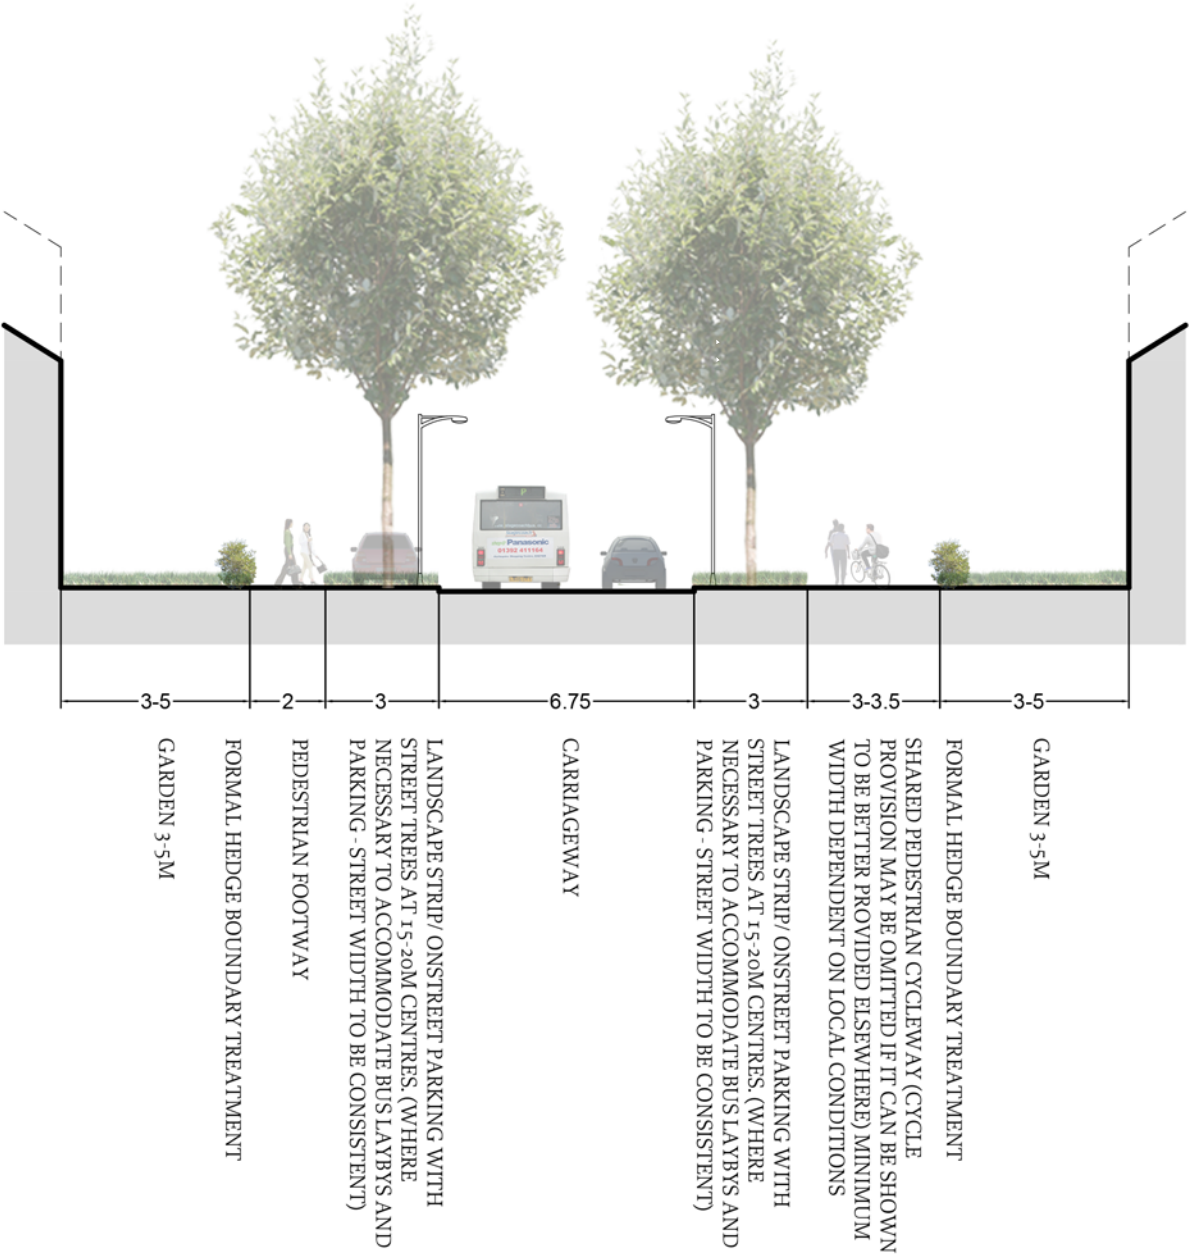 Panasonic
01392 411164
3-5
2
3
6.75
3
3-3.5
3-5
GARDEN 3-5M
FORMAL HEDGE BOUNDARY TREATMENT
PEDESTRIAN FOOTWAY
LANDSCAPE STRIP/ ONSTREET PARKING WITH
STREET TREES AT 15-20M CENTRES. (WHERE
NECESSARY TO ACCOMMODATE BUS LAYBYS AND
PARKING - STREET WIDTH TO BE CONSISTENT)
CARRIAGEWAY
LANDSCAPE STRIP/ ONSTREET PARKING WITH
STREET TREES AT 15-20M CENTRES. (WHERE
NECESSARY TO ACCOMMODATE BUS LAYBYS AND
PARKING - STREET WIDTH TO BE CONSISTENT)
SHARED PEDESTRIAN CYCLEWAY (CYCLE
PROVISION MAY BE OMITTED IF IT CAN BE SHOWN
TO BE BETTER PROVIDED ELSEWHERE) MINIMUM
WIDTH DEPENDENT ON LOCAL CONDITIONS
FORMAL HEDGE BOUNDARY TREATMENT
GARDEN 3-5M